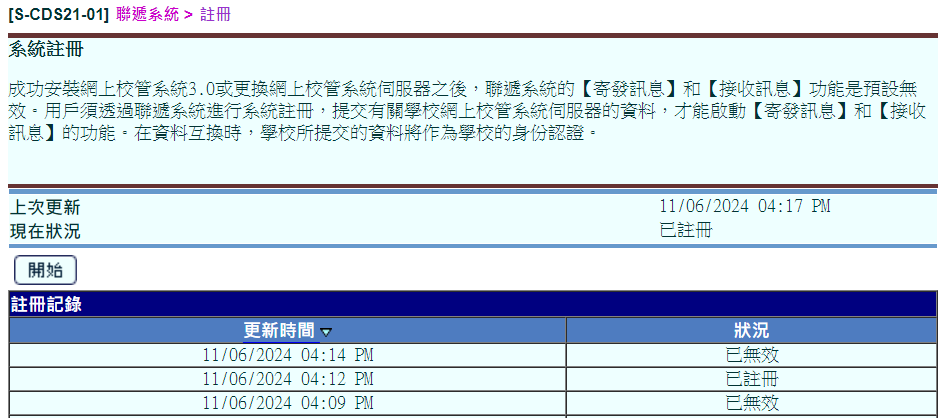 [S-CDS21-01] 聯遞系統 > 註冊
系統註冊
成功安裝網上校管系統3.0或更換網上校管系統伺服器之後，聯遞系統的【寄發訊息】和【接收訊息】功能是預設無
效。用戶須透過聯遞系統進行系統註冊，提交有關學校網上校管系統伺服器的資料，才能啟動【寄發訊息】和【接收
訊息】的功能。在資料互換時，學校所提交的資料將作為學校的身份認證。
上次更新 11/06/2024 04:17 PM
現在狀況 已註冊
開始
註冊記錄
更新時間 狀況
11/06/2024 04:14 PM 已無效
11/06/2024 04:12 PM 已註冊
11/06/2024 04:09 PM 已無效